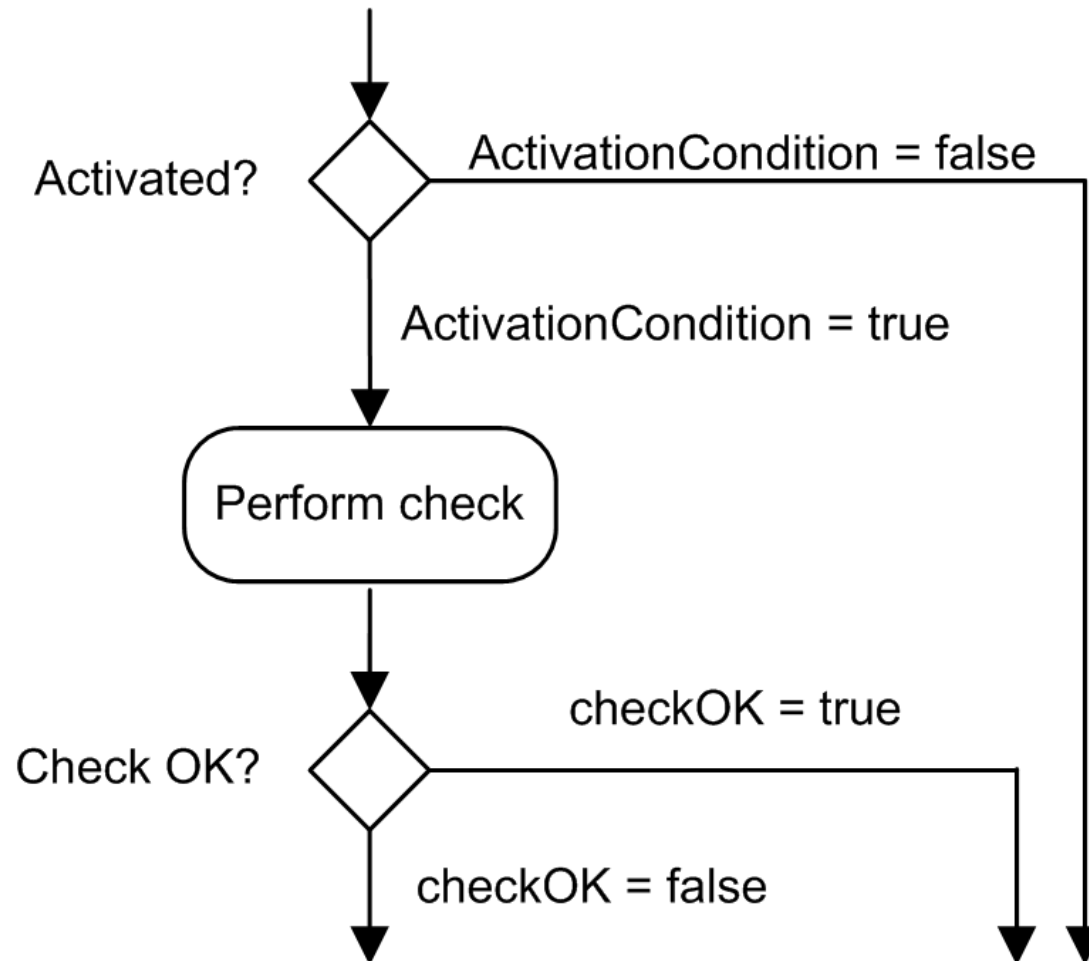 Activated?
ActivationCondition = false
ActivationCondition = true
Perform check
checkOK = true
Check OK?
checkOK = false